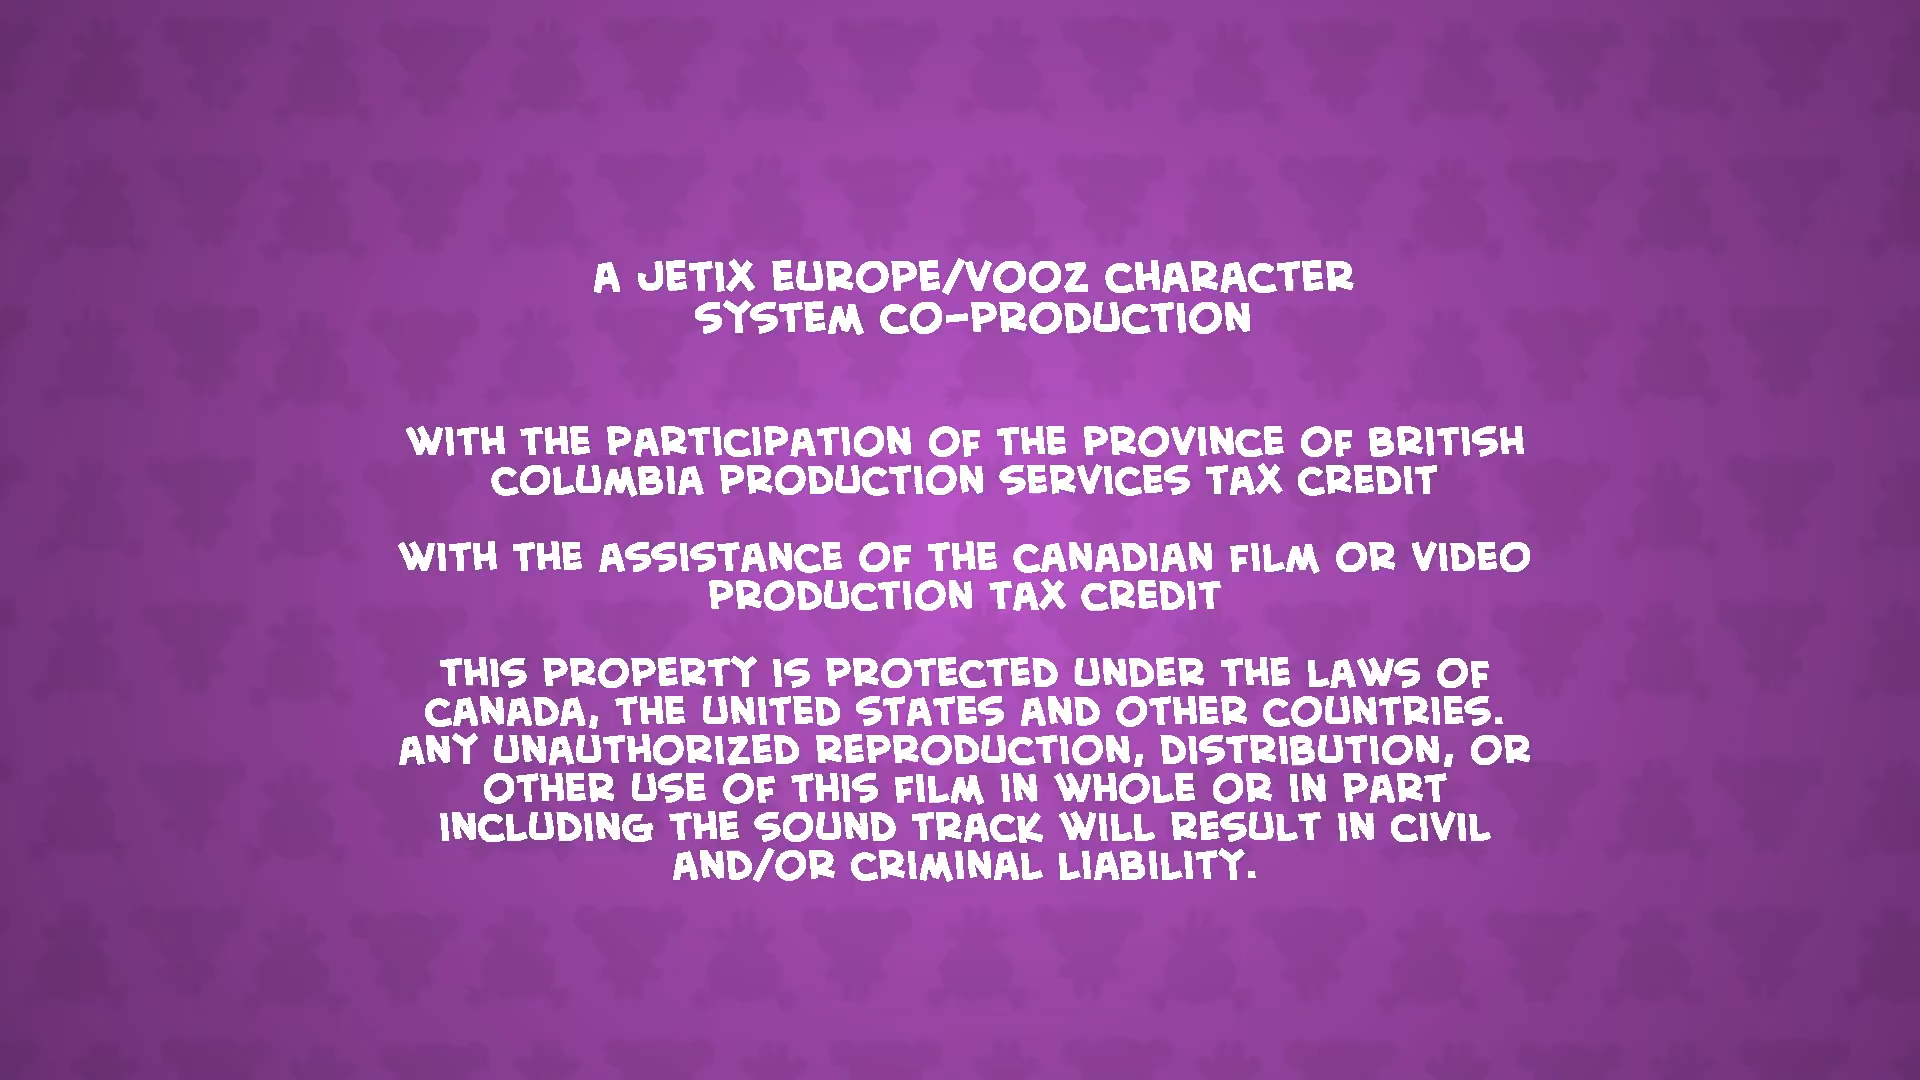 A JETIX EUROPE/VOOZ CHARACTER
SYSTEM CO-PRODUCTION
WITH THE PARTICIPATION OF THE PROVINCE OF BRITISH
COLUMBIA PRODUCTION SERVICES TAX CREDIT
WITH THE ASSISTANCE OF THE CANADIAN FILM OR VIDEO
PRODUCTION TAX CREDIT
THIS PROPERTY IS PROTECTED UNDER THE LAWS OF
CANADA, THE UNITED STATES AND OTHER COUNTRIES.
ANY UNAUTHORIZED REPRODUCTION, DISTRIBUTION, OR
OTHER USE OF THIS FILM IN WHOLE OR IN PART
INCLUDING THE SOUND TRACK WILL RESULT IN CIVIL
AND/OR CRIMINAL LIABILITY.